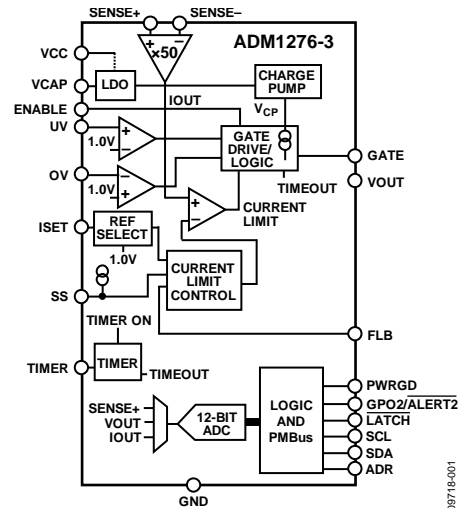 SENSE+ SENSE–
ADM1276-3
+ –
×50
VCC
VCAP
LDO
CHARGE
PUMP
IOUT
VCP
ENABLE
UV
+
1.0V –
GATE
DRIVE/
LOGIC
GATE
OV
–
1.0V +
TIMEOUT
VOUT
+
–
CURRENT
LIMIT
ISET
REF
SELECT
1.0V
CURRENT
LIMIT
CONTROL
SS
TIMER ON
FLB
TIMER
TIMER
TIMEOUT
PWRGD
SENSE+
VOUT
IOUT
12-BIT
ADC
LOGIC
AND
PMBus
GPO2/ALERT2
LATCH
SCL
SDA
ADR
GND
09718-001